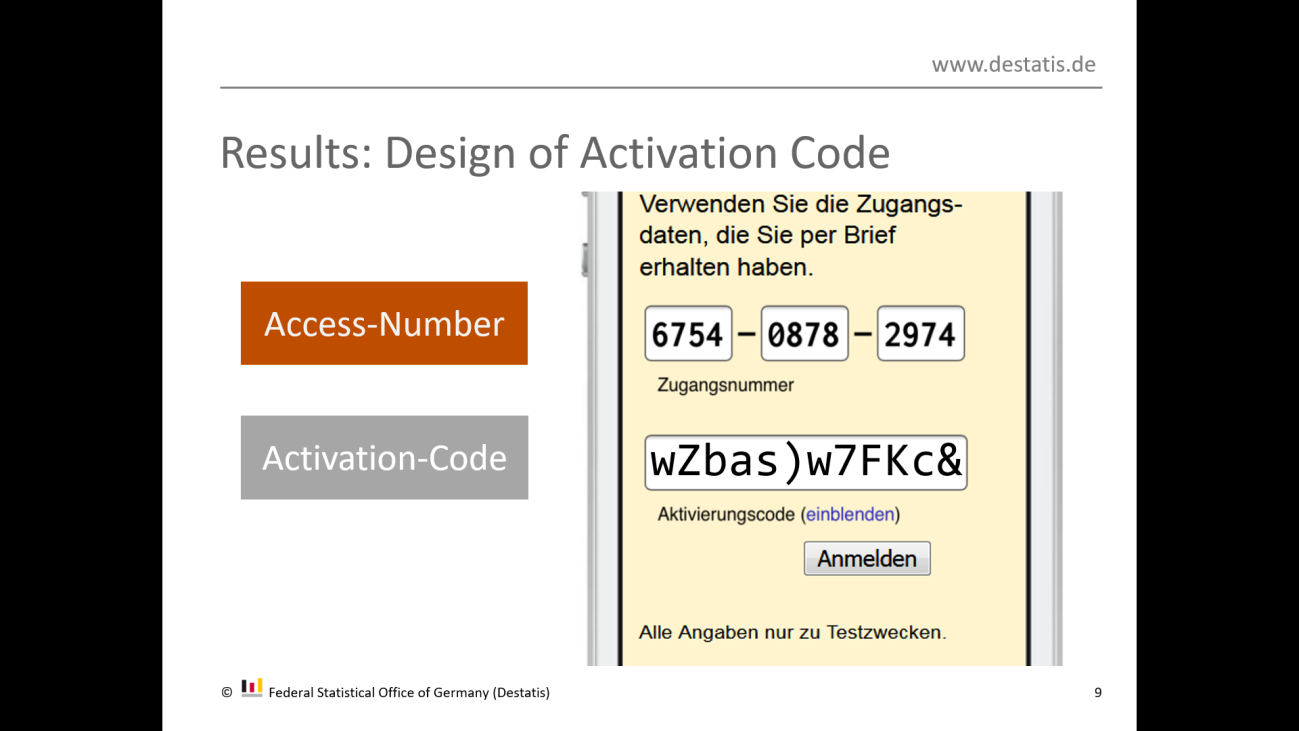 www.destatis.de
Results: Design of Activation Code
Access-Number
Activation-Code
Verwenden Sie die Zugangs-
daten, die Sie per Brief
erhalten haben.
6754 – 0878 – 2974
Zugangsnummer
wZbas)w7FKc&
Aktivierungscode (einblenden)
Anmelden
Alle Angaben nur zu Testzwecken.
© Federal Statistical Office of Germany (Destatis)
9